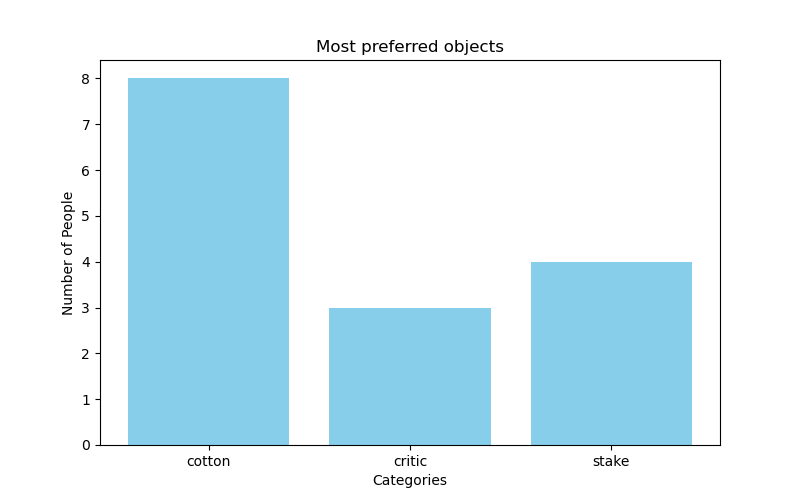 Most preferred objects
8
7
6
5
4
3
2
1
0
Number of People
cotton critic stake
Categories